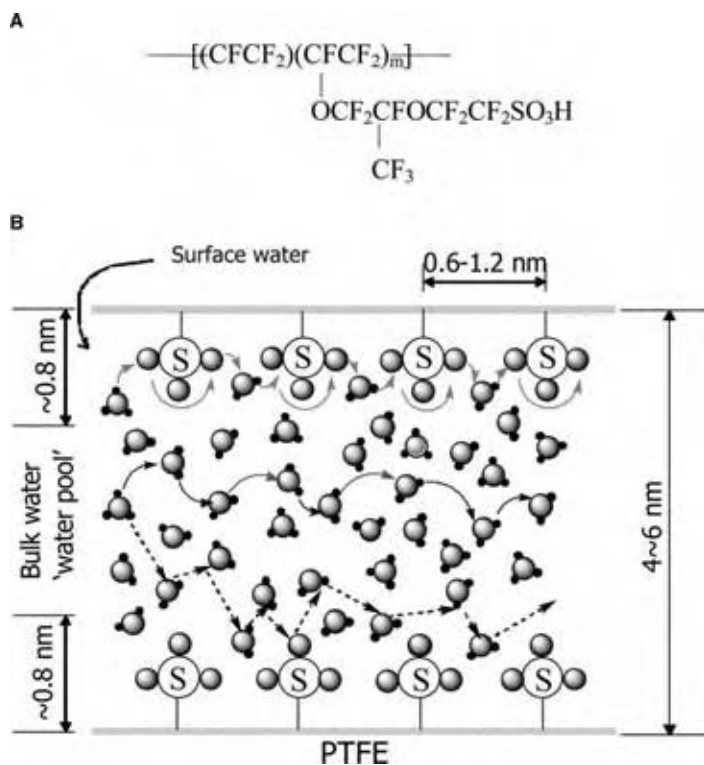 A
[(CFCF₂)(CFCF₂)ₘ]
OCF₂CFOCF₂CF₂SO₃H
CF₃
B
Surface water
0.6-1.2 nm
~0.8 nm
S S S S
Bulk water
'water pool'
4~6 nm
~0.8 nm
S S S S
PTFE